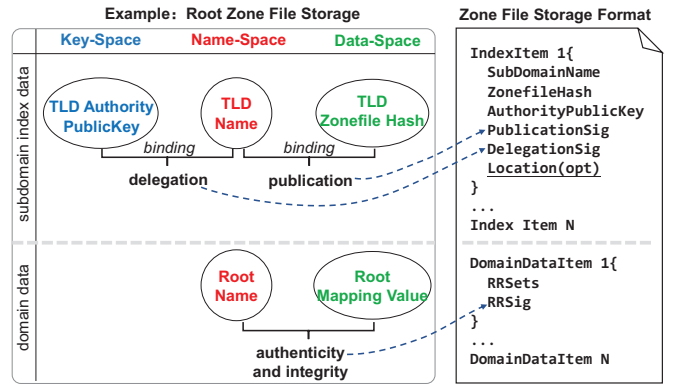 Example: Root Zone File Storage
Key-Space Name-Space Data-Space
subdomain index data
TLD Authority
PublicKey
TLD
Name
TLD
Zonefile Hash
binding
binding
delegation
publication
domain data
Root
Name
Root
Mapping Value
authenticity
and integrity
Zone File Storage Format
IndexItem 1{
SubDomainName
ZonefileHash
AuthorityPublicKey
PublicationSig
DelegationSig
Location(opt)
}
...
Index Item N
DomainDataItem 1{
RRSets
RRSig
}
...
DomainDataItem N